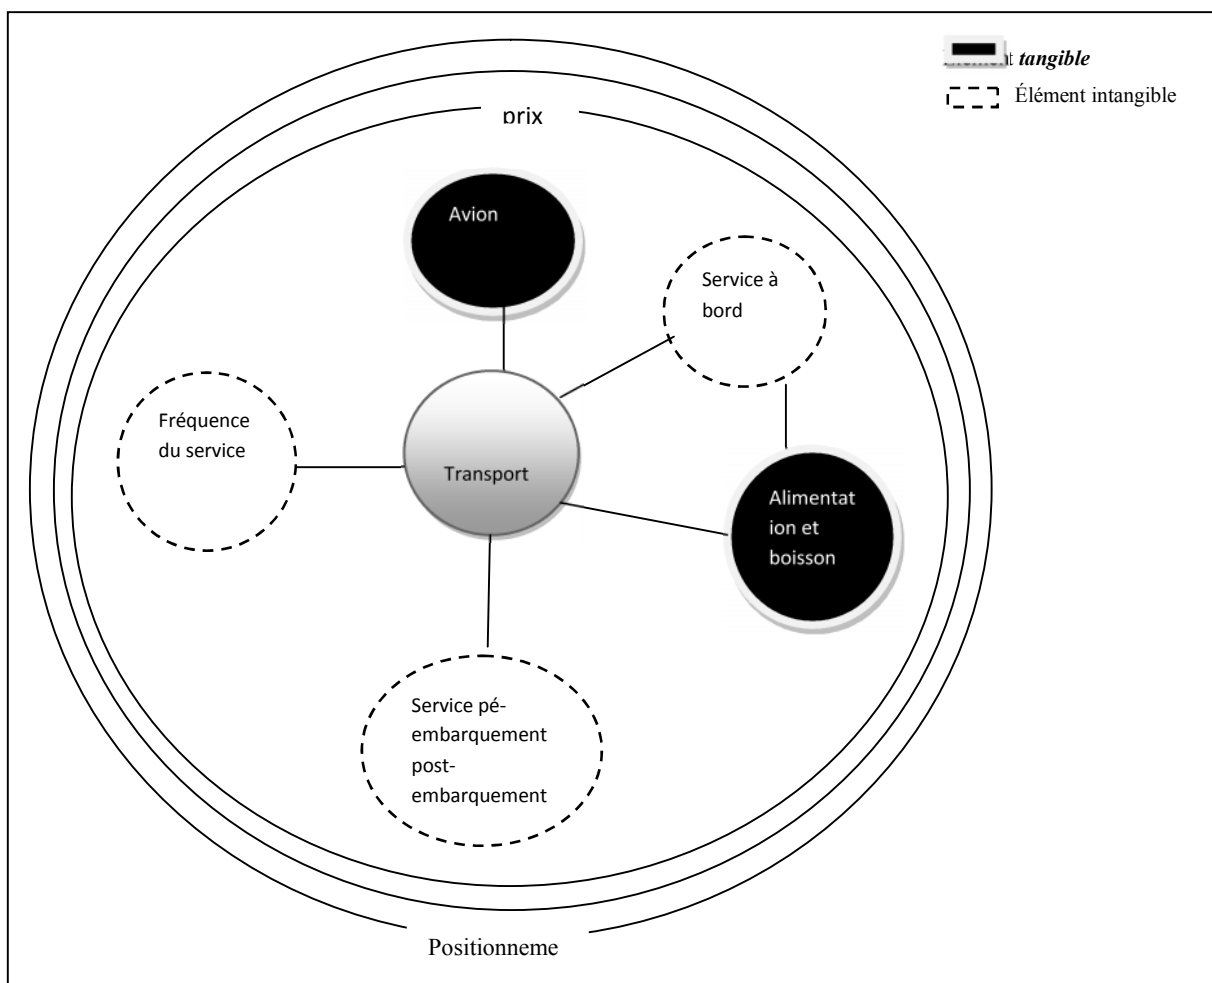 tangible
Élément intangible
prix
Avion
Service à
bord
Fréquence
du service
Transport
Alimentat
ion et
boisson
Service pé-
embarquement
post-
embarquement
Positionneme